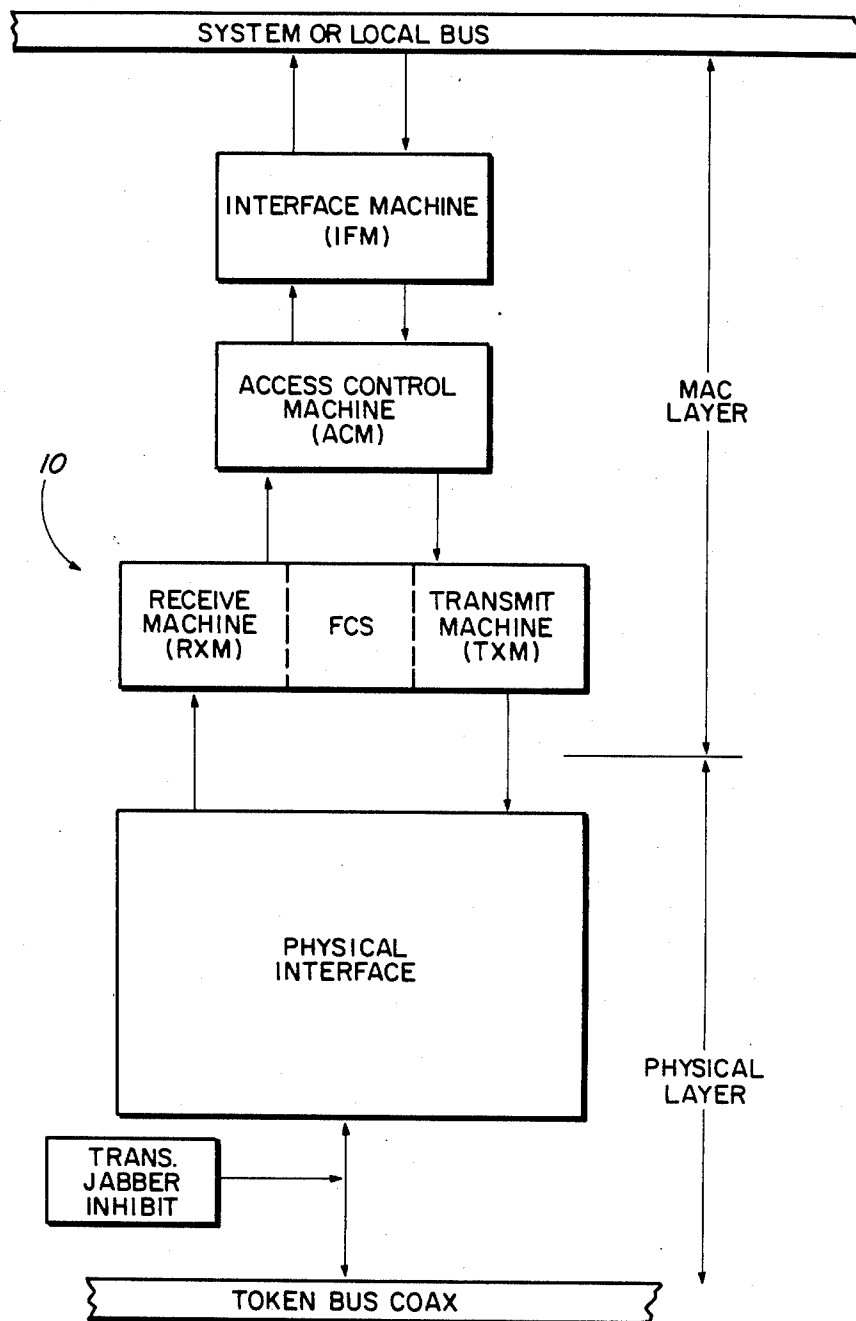 SYSTEM OR LOCAL BUS
INTERFACE MACHINE
(IFM)
ACCESS CONTROL
MACHINE
(ACM)
MAC
LAYER
10
RECEIVE
MACHINE
(RXM)
FCS
TRANSMIT
MACHINE
(TXM)
PHYSICAL
INTERFACE
PHYSICAL
LAYER
TRANS.
JABBER
INHIBIT
TOKEN BUS COAX